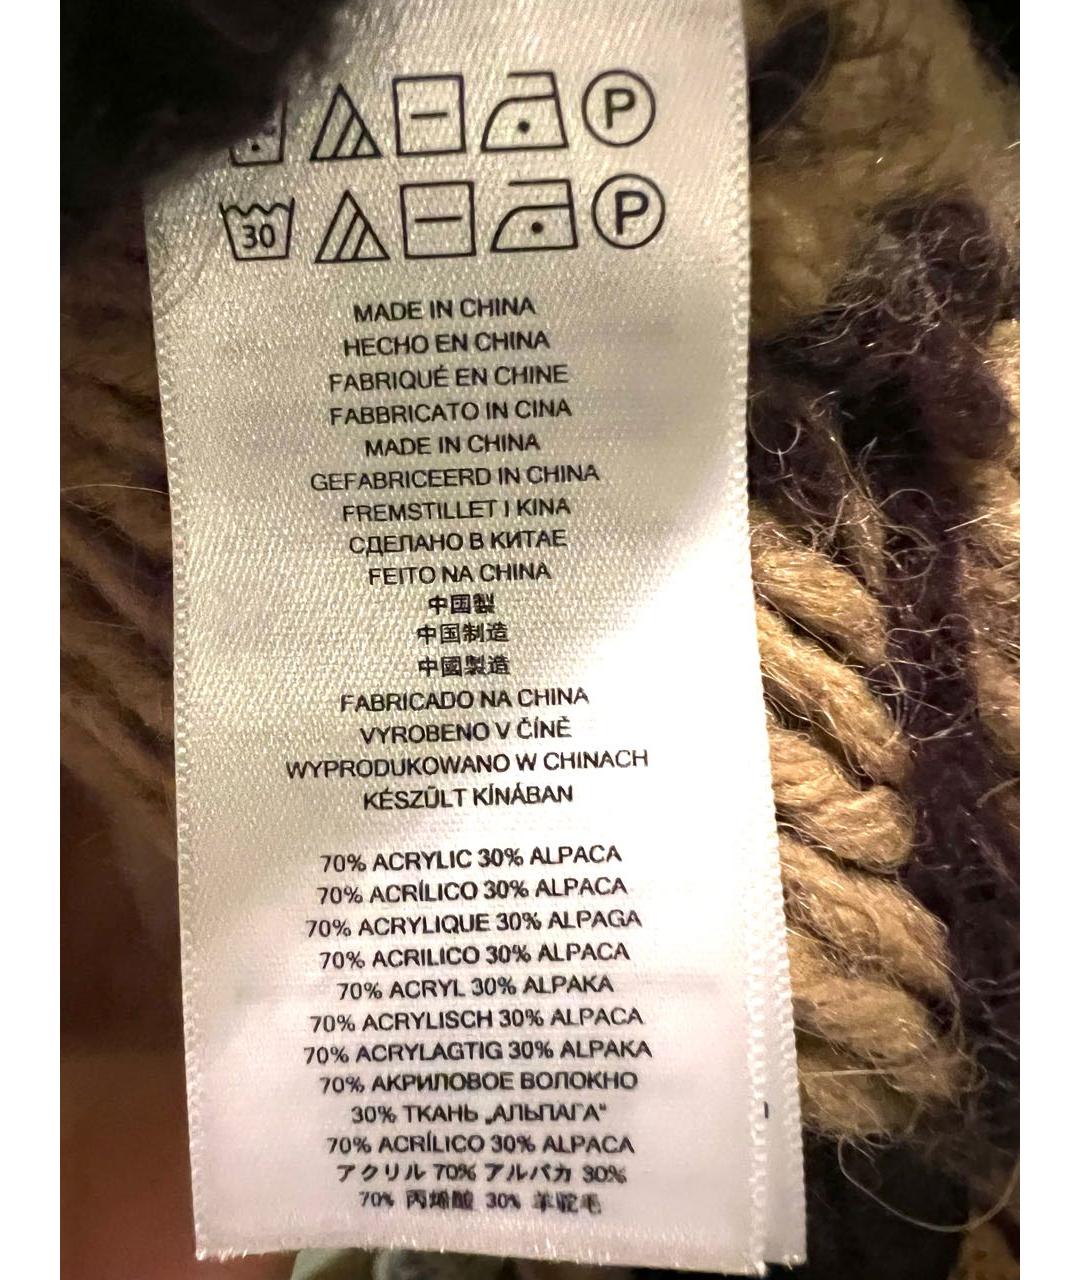 P
30 P
MADE IN CHINA
HECHO EN CHINA
FABRIQUÉ EN CHINE
FABBRICATO IN CINA
MADE IN CHINA
GEFABRICEERD IN CHINA
FREMSTILLET I KINA
СДЕЛАНО В КИТАЕ
FEITO NA CHINA
中國製
中国制造
中國製造
FABRICADO NA CHINA
VYROBENO V ČÍNĚ
WYPRODUKOWANO W CHINACH
KÉSZÜLT KÍNÁBAN
70% ACRYLIC 30% ALPACA
70% ACRÍLICO 30% ALPACA
70% ACRYLIQUE 30% ALPAGA
70% ACRILICO 30% ALPACA
70% ACRYL 30% ALPAKA
70% ACRYLISCH 30% ALPACA
70% ACRYLAGTIG 30% ALPAKA
70% АКРИЛОВОЕ ВОЛОКНО
30% ТКАНЬ „АЛЬПАГА"
70% ACRÍLICO 30% ALPACA
アクリル 70% アルパカ 30%
70% 丙烯酸 30% 羊驼毛